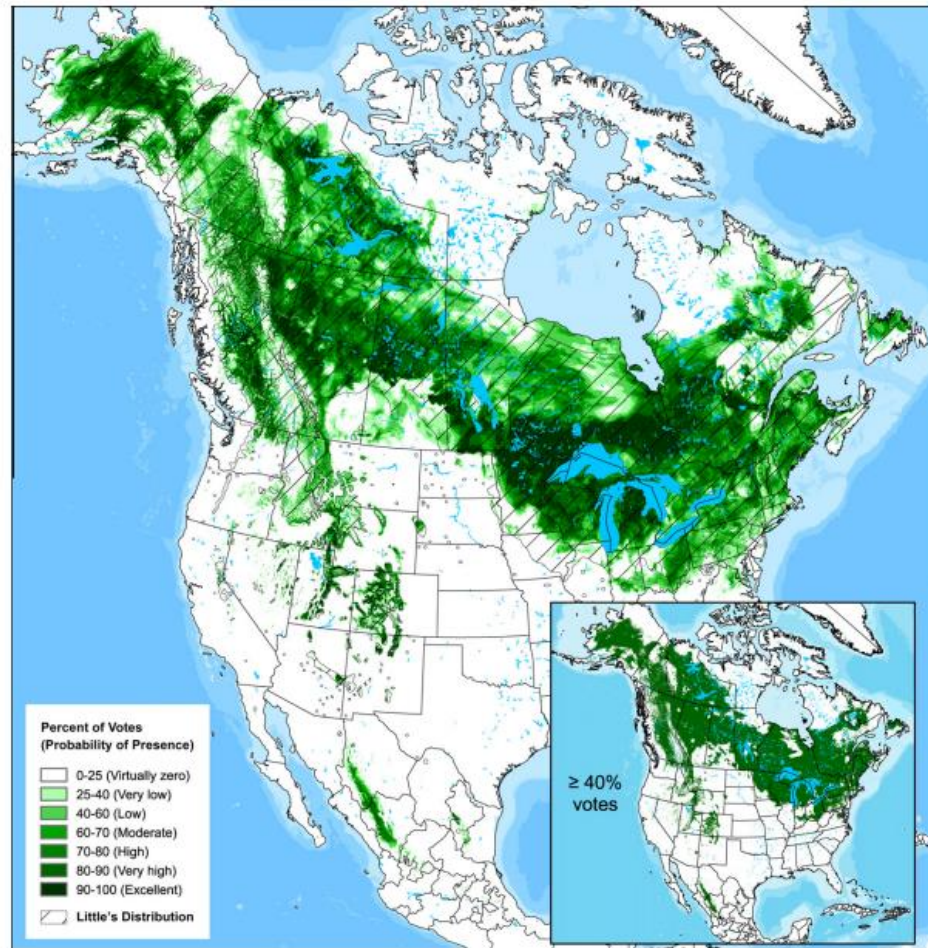 Percent of Votes
(Probability of Presence)
0-25 (Virtually zero)
25-40 (Very low)
40-60 (Low)
60-70 (Moderate)
70-80 (High)
80-90 (Very high)
90-100 (Excellent)
Little's Distribution
≥ 40%
votes